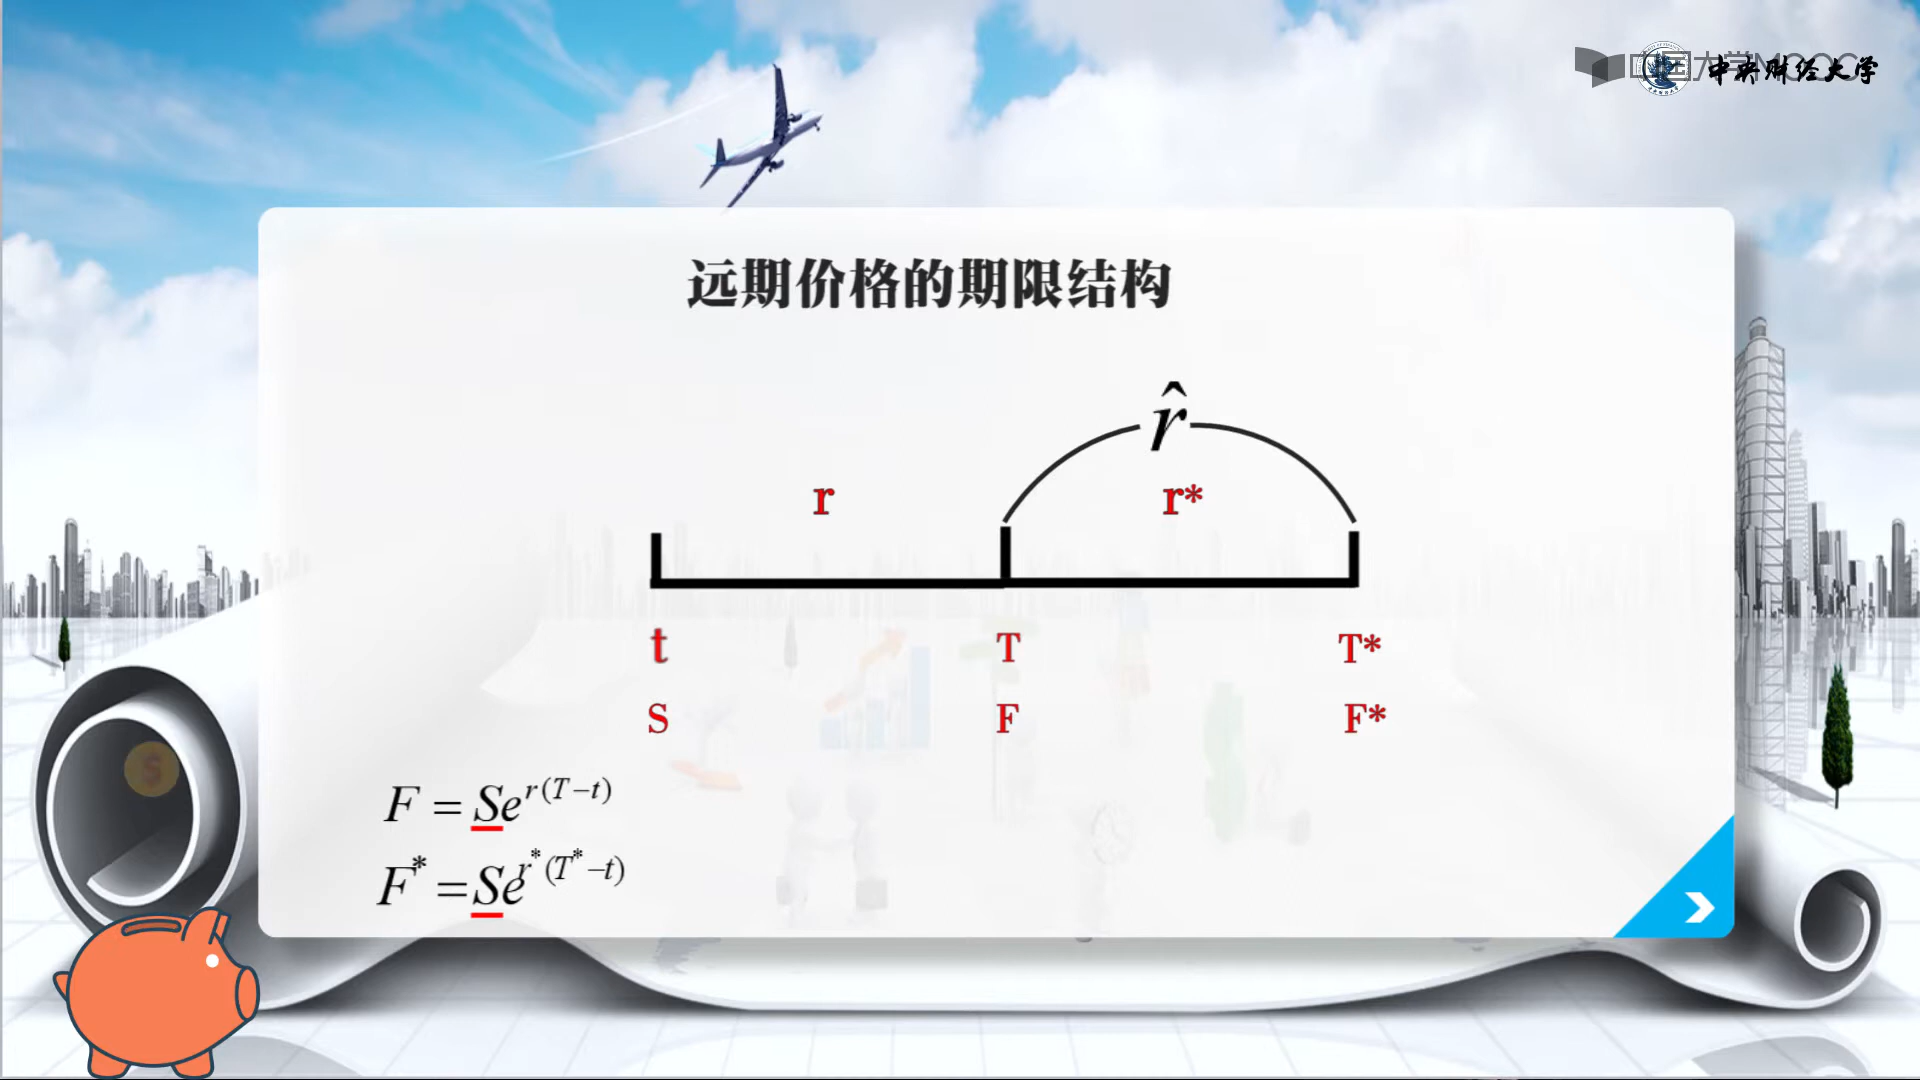 中国大学MOOC
中央财经大学
远期价格的期限结构
r̂
r r*
t T T*
S F F*
F = Se^{r(T−t)}
F* = Se^{r*(T*−t)}
S